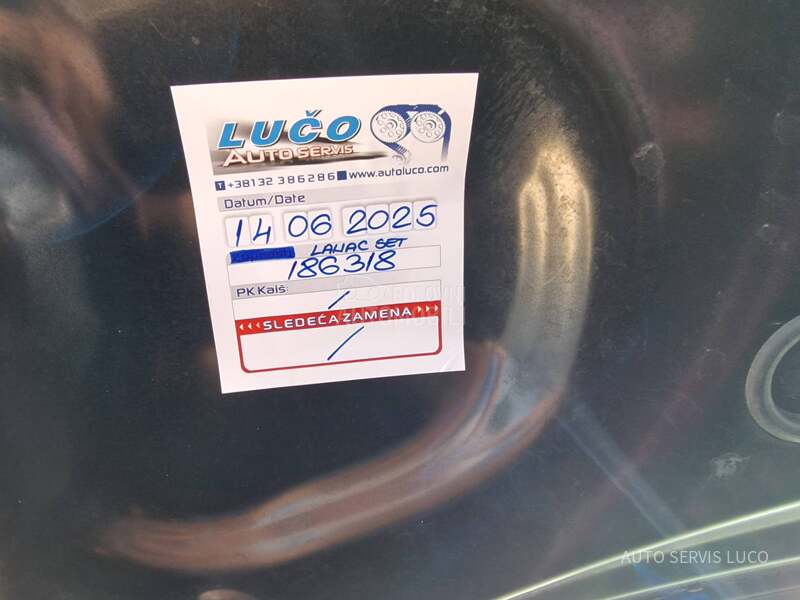 LUČO
AUTO SERVIS
T +38132 386286 www.autoluco.com
Datum/Date
14 06 2025
LANAC SET
186318
PK Kaiš:
/
SLEDEĆA ZAMENA
/
AUTO SERVIS LUCO